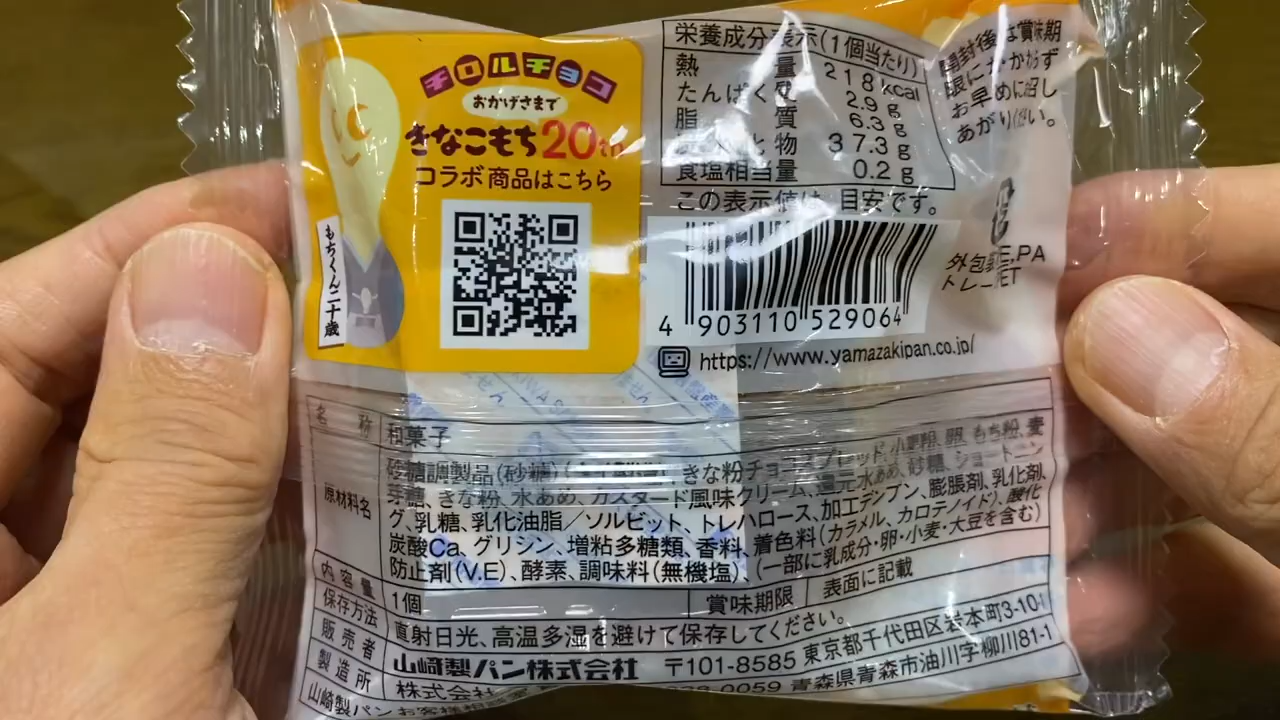 チロルチョコ
おかげさまで
きなこもち20th
コラボ商品はこちら
もちくん二十歳
栄養成分表示(1個当たり)
熱量 218kcal
たんぱく質 2.9g
脂質 6.3g
物 37.3g
食塩相当量 0.2g
この表示値は、目安です。
開封後は賞味期
限にかかわらず
お早めに召し
あがりください。
外包装:PE,PA
トレー:PET
4 903110 529064
https://www.yamazakipan.co.jp/
名称 和菓子
原材料名 砂糖調製品(砂糖)、きな粉チョコスプレッド、小麦粉、卵、もち粉、麦
芽糖、きな粉、水あめ、カスタード風味クリーム、還元水あめ、砂糖、ショートニン
グ、乳糖、乳化油脂/ソルビット、トレハロース、加工デンプン、膨脹剤、乳化剤、
炭酸Ca、グリシン、増粘多糖類、香料、着色料(カラメル、カロテノイド)、酸化
防止剤(V.E)、酵素、調味料(無機塩)、(一部に乳成分・卵・小麦・大豆を含む)
内容量 1個 賞味期限 表面に記載
保存方法 直射日光、高温多湿を避けて保存してください。
販売者 山崎製パン株式会社 〒101-8585 東京都千代田区岩本町3-10-1
製造所 株式会社 0059 青森県青森市油川字柳川81-1
山崎製パンお客様